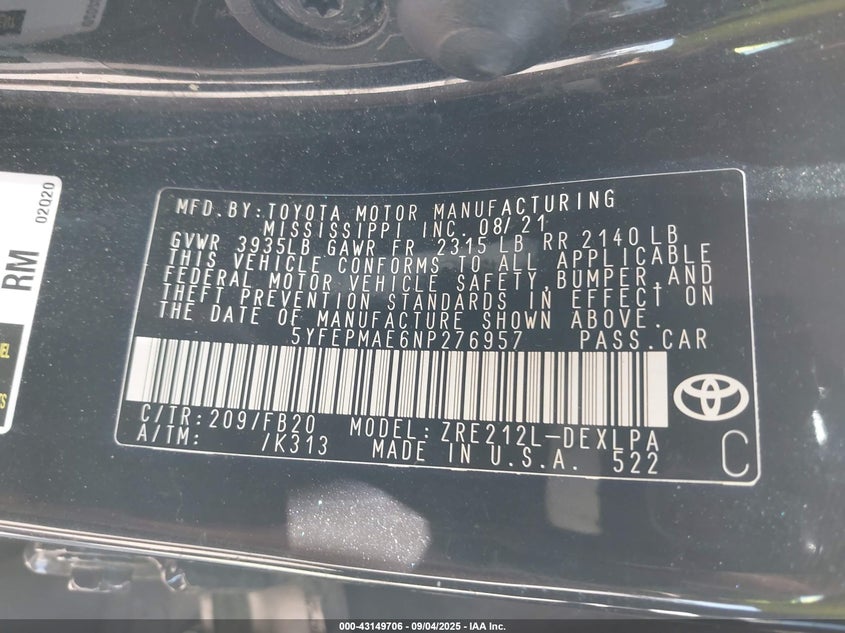 02020
RM
MFD. BY: TOYOTA MOTOR MANUFACTURING
MISSISSIPPI INC. 08/21
GVWR 3935LB GAWR FR 2315 LB RR 2140 LB
THIS VEHICLE CONFORMS TO ALL APPLICABLE
FEDERAL MOTOR VEHICLE SAFETY, BUMPER, AND
THEFT PREVENTION STANDARDS IN EFFECT ON
THE DATE OF MANUFACTURE SHOWN ABOVE.
5YFEPMAE6NP276957 PASS. CAR
C/TR: 209/FB20 MODEL: ZRE212L-DEXLPA
A/TM: /K313 MADE IN U.S.A. 522
C
000-43149706 - 09/04/2025 - IAA Inc.